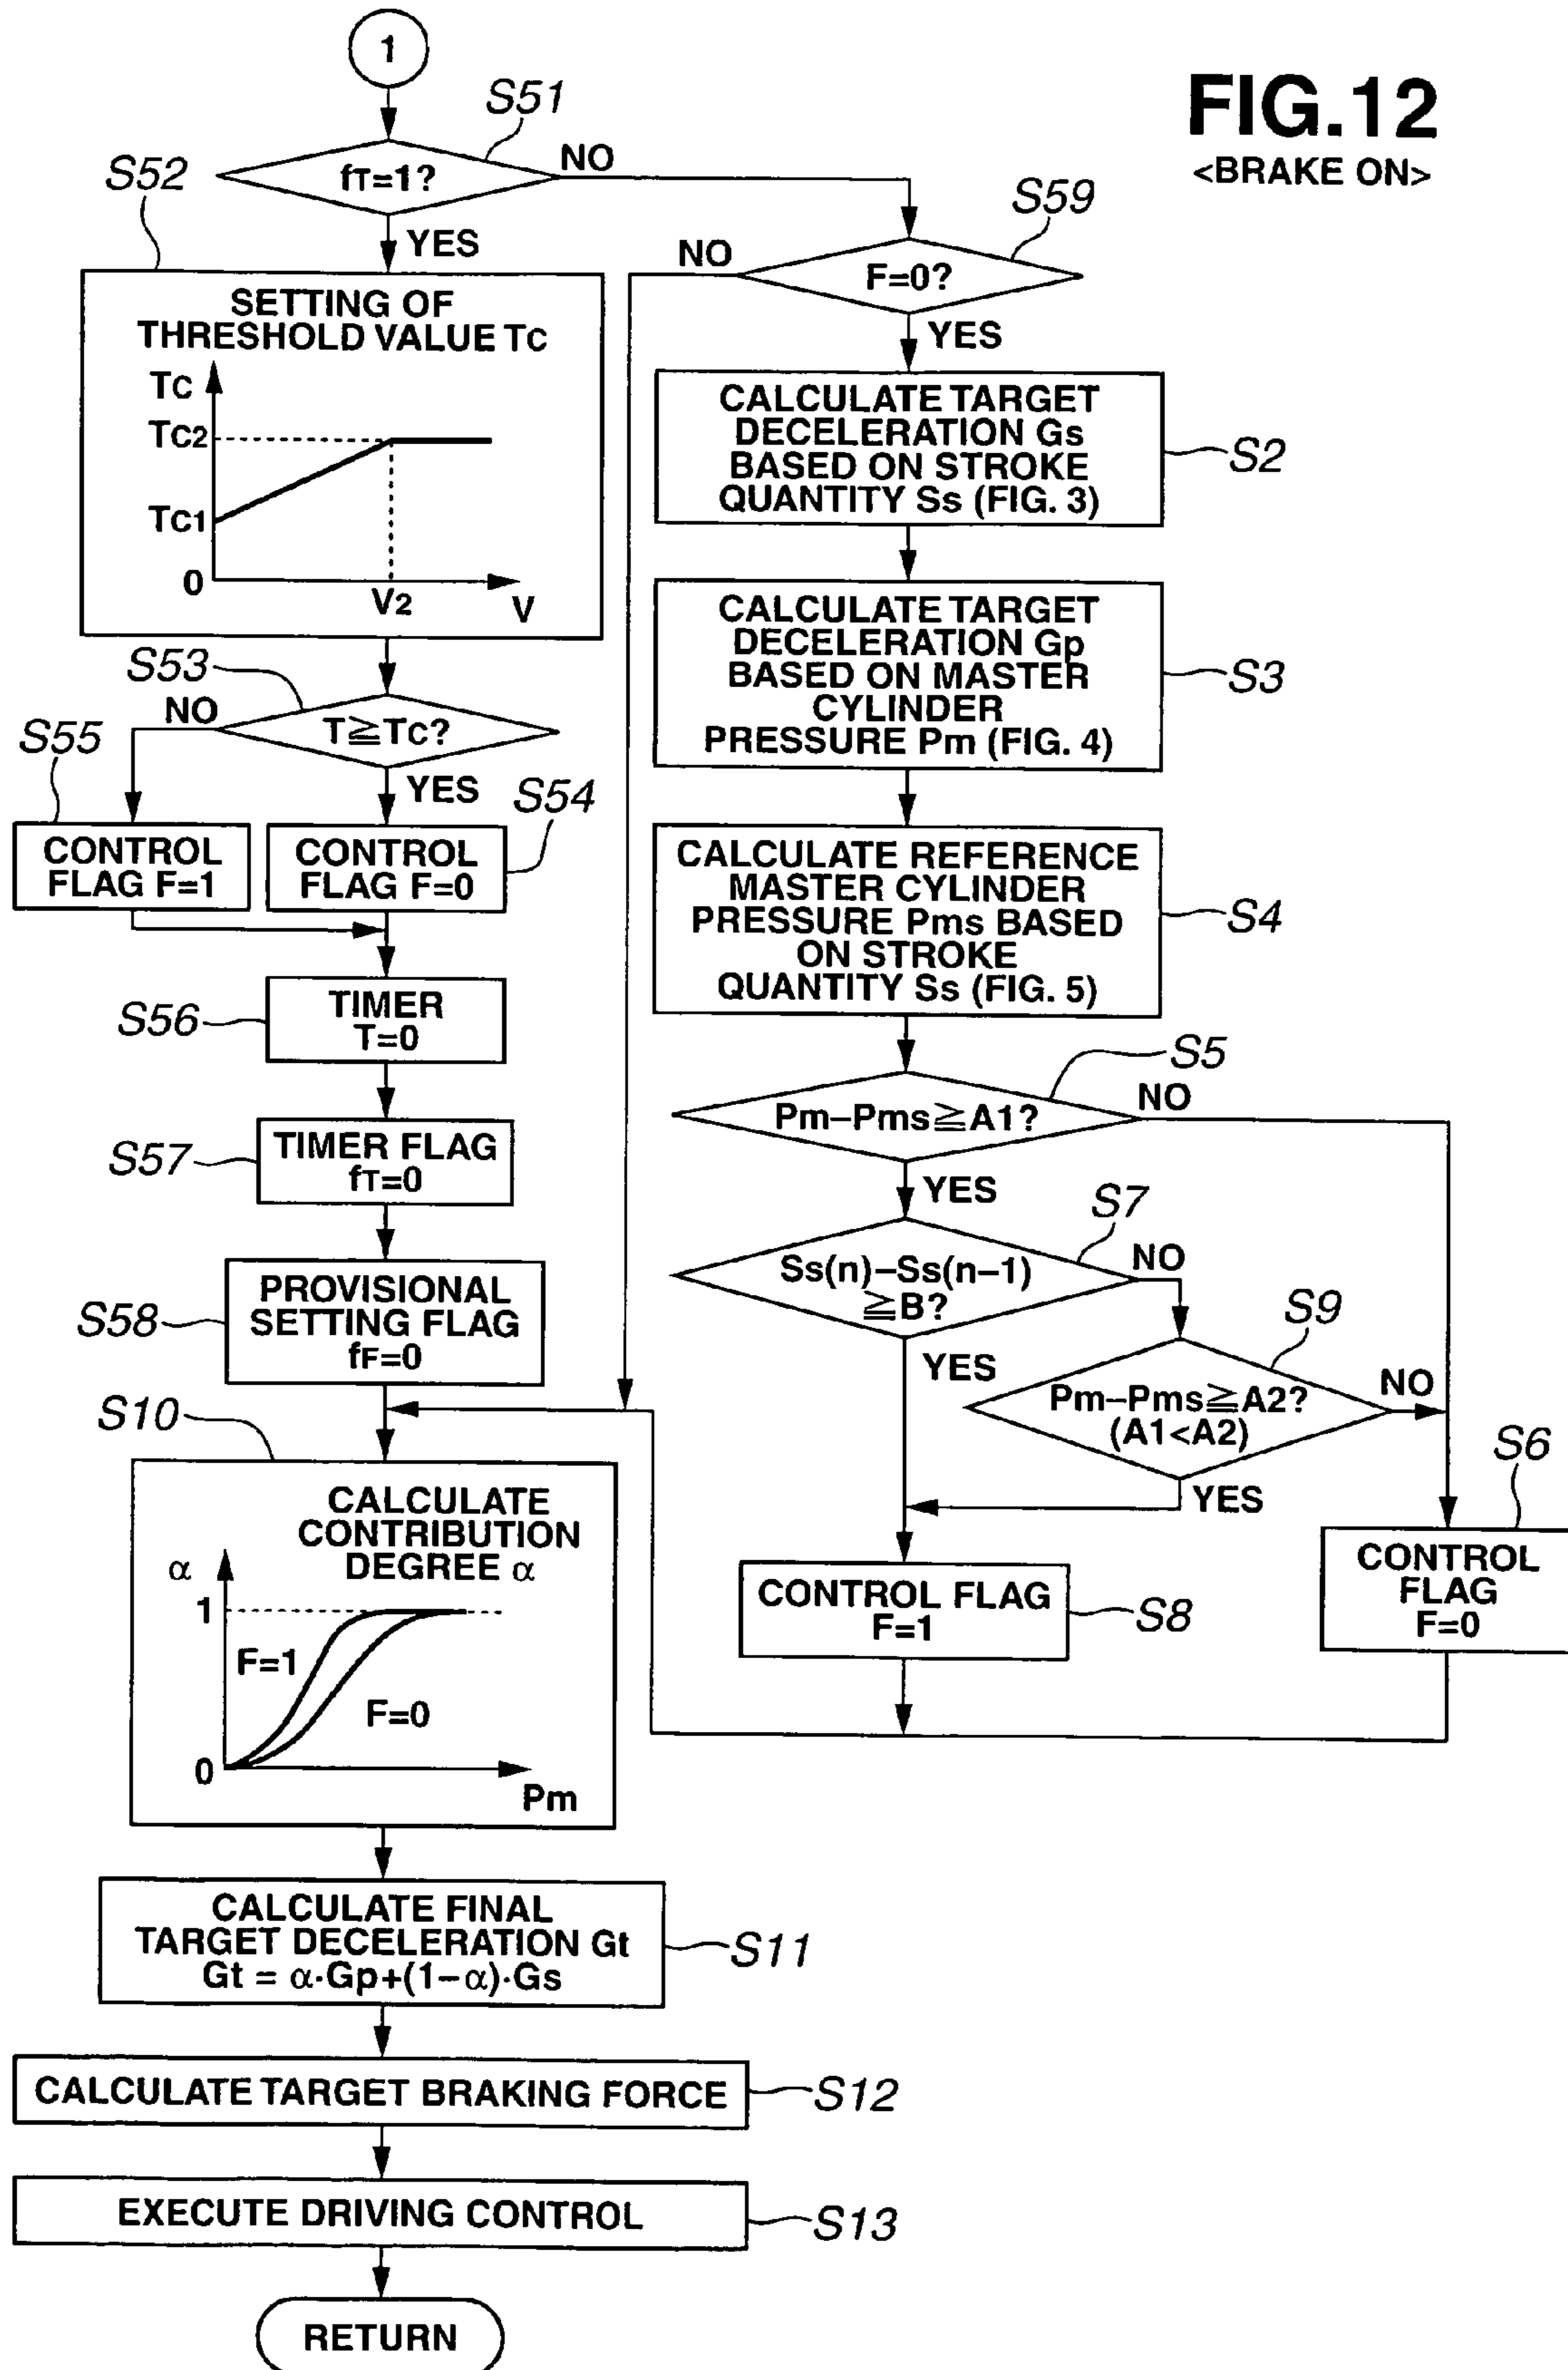 FIG.12
<BRAKE ON>
1
S51
fT=1?
NO
YES
S52
SETTING OF
THRESHOLD VALUE TC
TC
TC2
TC1
0
V2
V
S53
T≧TC?
NO
YES
S55
CONTROL
FLAG F=1
S54
CONTROL
FLAG F=0
S56
TIMER
T=0
S57
TIMER FLAG
fT=0
S58
PROVISIONAL
SETTING FLAG
fF=0
S59
F=0?
NO
YES
CALCULATE TARGET
DECELERATION Gs
BASED ON STROKE
QUANTITY Ss (FIG. 3)
S2
CALCULATE TARGET
DECELERATION Gp
BASED ON MASTER
CYLINDER
PRESSURE Pm (FIG. 4)
S3
CALCULATE REFERENCE
MASTER CYLINDER
PRESSURE Pms BASED
ON STROKE
QUANTITY Ss (FIG. 5)
S4
S5
Pm–Pms≧A1?
NO
YES
S7
Ss(n)–Ss(n–1)
≧B?
NO
YES
S9
Pm–Pms≧A2?
(A1<A2)
NO
YES
S6
CONTROL
FLAG
F=0
CONTROL FLAG
F=1
S8
S10
CALCULATE
CONTRIBUTION
DEGREE α
α
1
F=1
F=0
0
Pm
CALCULATE FINAL
TARGET DECELERATION Gt
Gt = α·Gp+(1–α)·Gs
S11
CALCULATE TARGET BRAKING FORCE
S12
EXECUTE DRIVING CONTROL
S13
RETURN